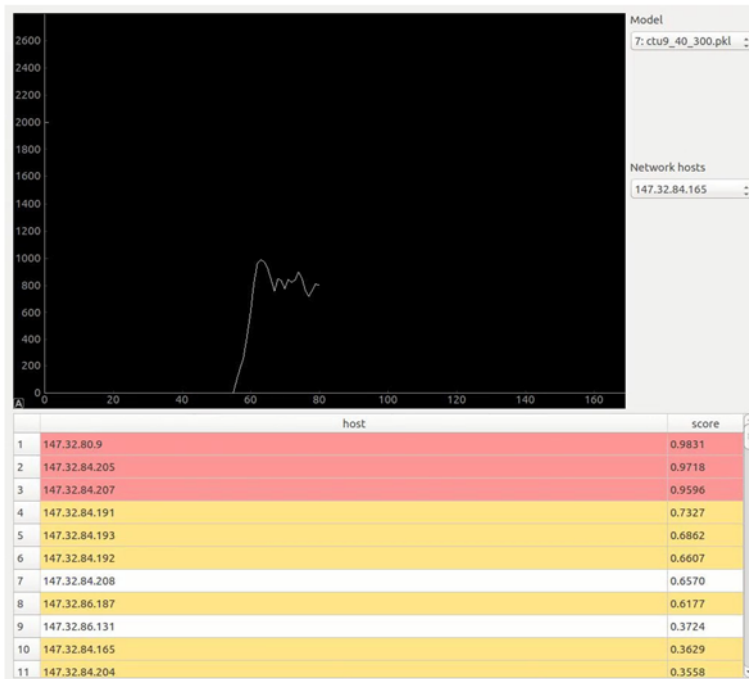 Model
7: ctu9_40_300.pkl
Network hosts
147.32.84.165
2600
2400
2200
2000
1800
1600
1400
1200
1000
800
600
400
200
0
A
0 20 40 60 80 100 120 140 160
host score
1 147.32.80.9 0.9831
2 147.32.84.205 0.9718
3 147.32.84.207 0.9596
4 147.32.84.191 0.7327
5 147.32.84.193 0.6862
6 147.32.84.192 0.6607
7 147.32.84.208 0.6570
8 147.32.86.187 0.6177
9 147.32.86.131 0.3724
10 147.32.84.165 0.3629
11 147.32.84.204 0.3558